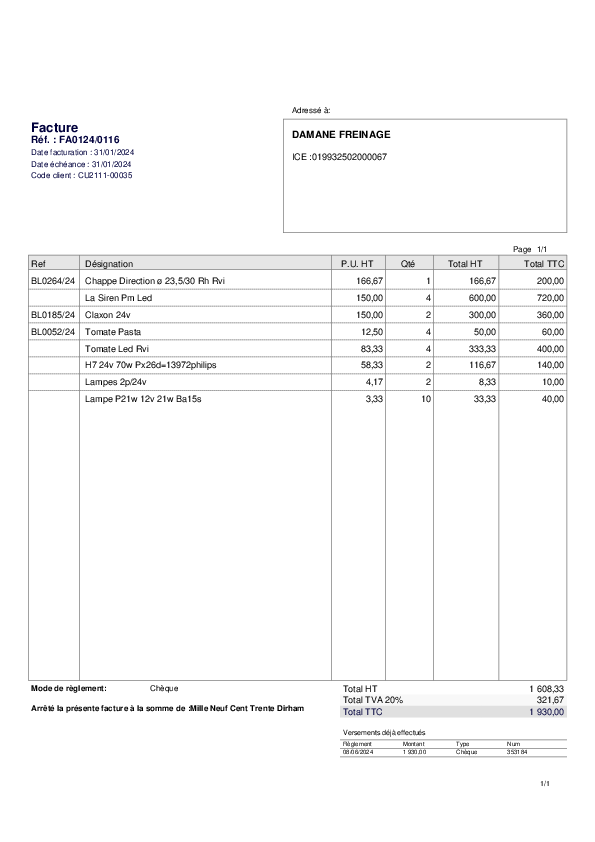 Adressé à:
Facture
Réf. : FA0124/0116
Date facturation : 31/01/2024
Date échéance : 31/01/2024
Code client : CU2111-00035
DAMANE FREINAGE
ICE :019932502000067
Page 1/1
Ref Désignation P.U. HT Qté Total HT Total TTC
BL0264/24 Chappe Direction ø 23,5/30 Rh Rvi 166,67 1 166,67 200,00
La Siren Pm Led 150,00 4 600,00 720,00
BL0185/24 Claxon 24v 150,00 2 300,00 360,00
BL0052/24 Tomate Pasta 12,50 4 50,00 60,00
Tomate Led Rvi 83,33 4 333,33 400,00
H7 24v 70w Px26d=13972philips 58,33 2 116,67 140,00
Lampes 2p/24v 4,17 2 8,33 10,00
Lampe P21w 12v 21w Ba15s 3,33 10 33,33 40,00
Mode de règlement: Chèque
Total HT 1 608,33
Total TVA 20% 321,67
Arrêté la présente facture à la somme de :Mille Neuf Cent Trente Dirham
Total TTC 1 930,00
Versements déjà effectués
Règlement Montant Type Num
08/06/2024 1 930,00 Chèque 353184
1/1